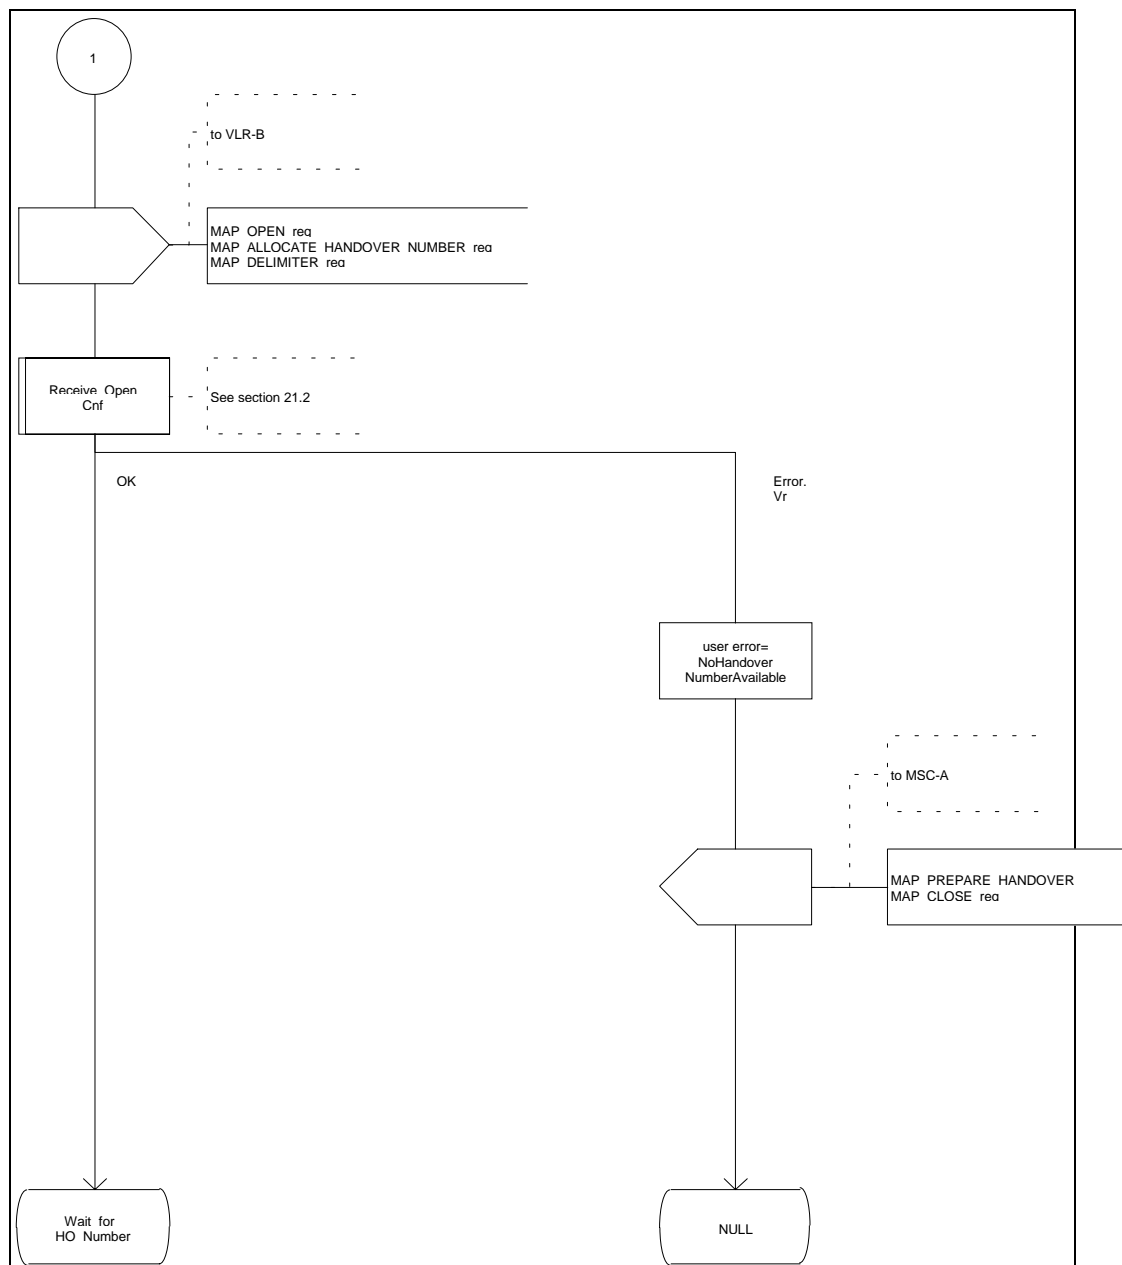 1
to VLR-B
MAP OPEN req
MAP ALLOCATE HANDOVER NUMBER req
MAP DELIMITER req
Receive Open
Cnf
See section 21.2
OK
Error.
Vr
user error=
NoHandover
NumberAvailable
to MSC-A
MAP PREPARE HANDOVER
MAP CLOSE req
Wait for
HO Number
NULL